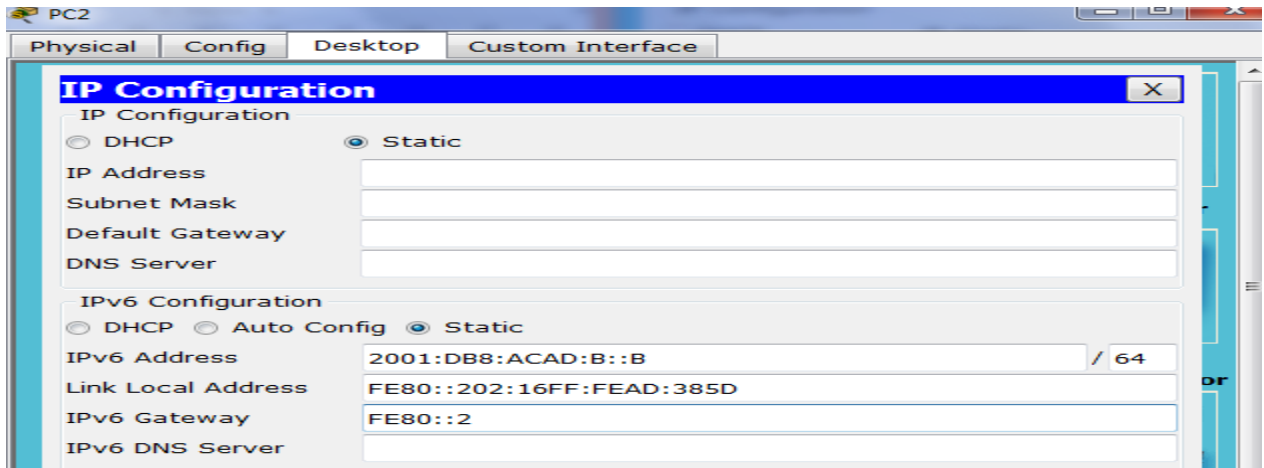 PC2
Physical Config Desktop Custom Interface
IP Configuration X
IP Configuration
DHCP Static
IP Address
Subnet Mask
Default Gateway
DNS Server
IPv6 Configuration
DHCP Auto Config Static
IPv6 Address 2001:DB8:ACAD:B::B / 64
Link Local Address FE80::202:16FF:FEAD:385D
IPv6 Gateway FE80::2
IPv6 DNS Server
or